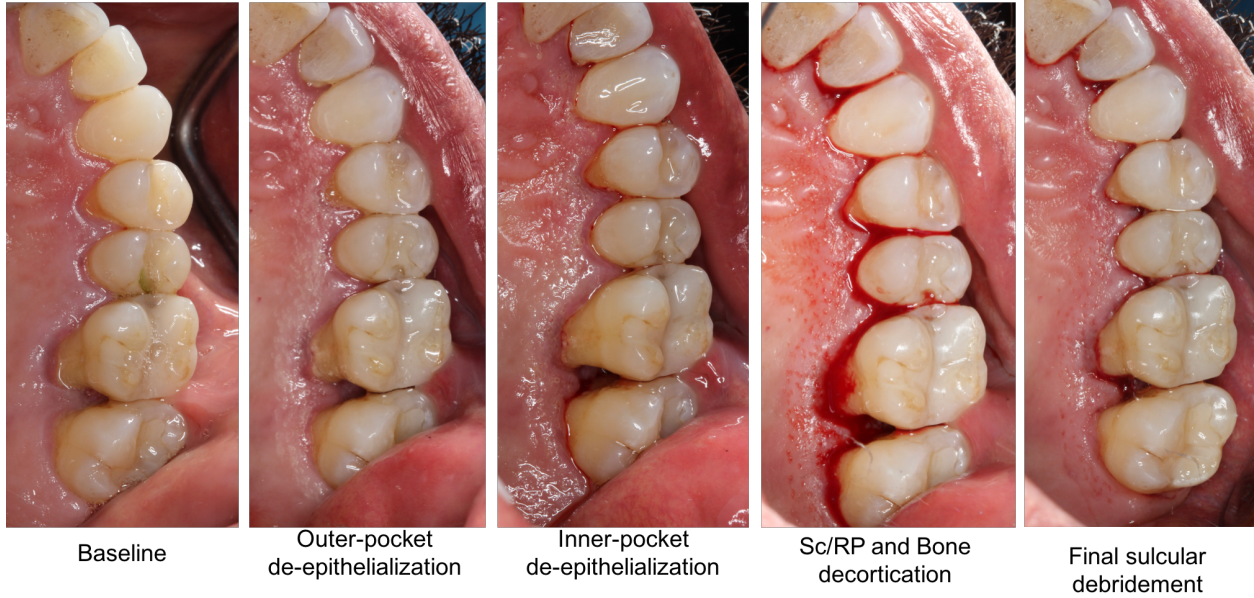 Baseline
Outer-pocket
de-epithelialization
Inner-pocket
de-epithelialization
Sc/RP and Bone
decortication
Final sulcular
debridement